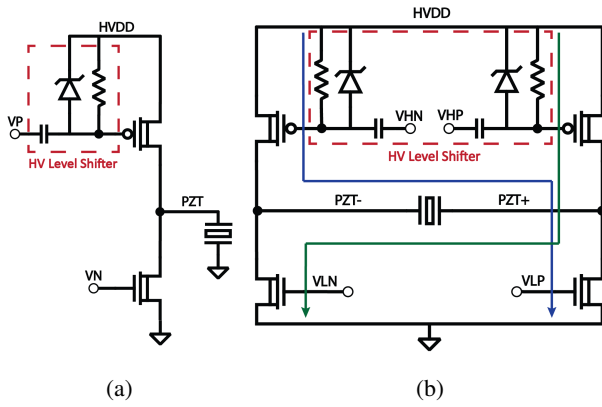 HVDD
VP
HV Level Shifter
PZT
VN
(a)
HVDD
VHN
VHP
HV Level Shifter
PZT-
PZT+
VLN
VLP
(b)